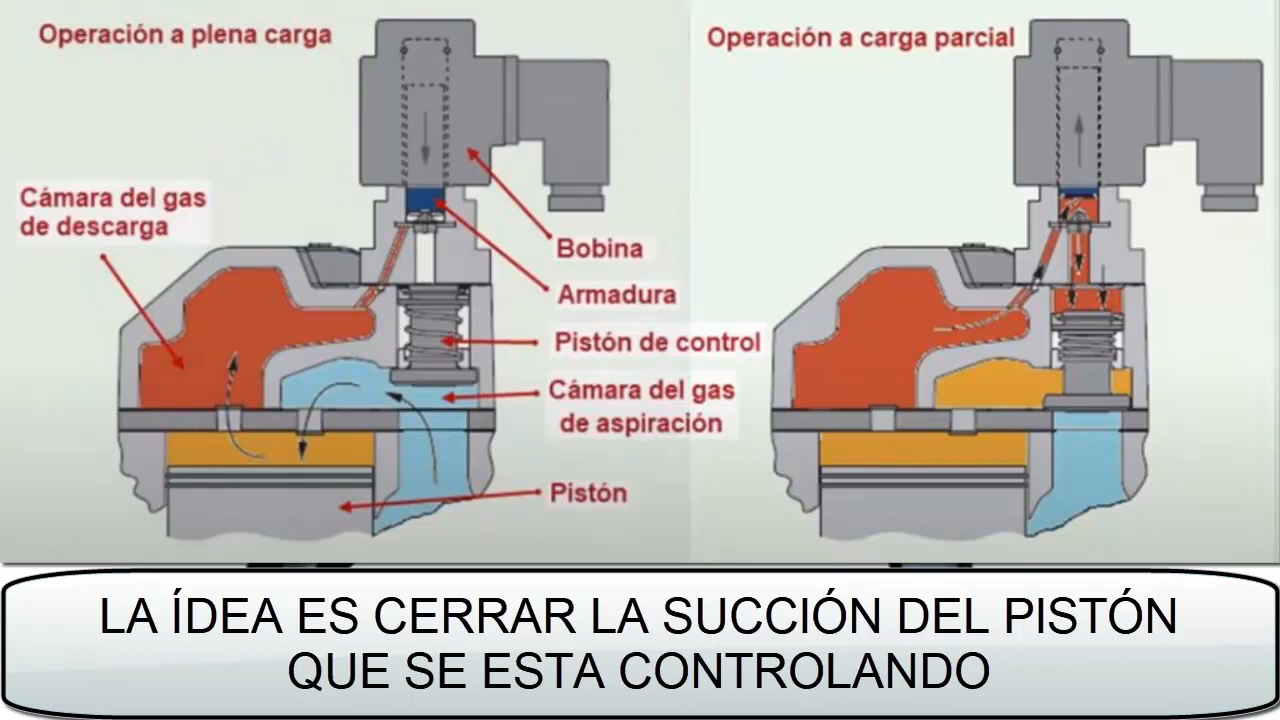 Operación a plena carga
Operación a carga parcial
Cámara del gas
de descarga
Bobina
Armadura
Pistón de control
Cámara del gas
de aspiración
Pistón
LA ÍDEA ES CERRAR LA SUCCIÓN DEL PISTÓN
QUE SE ESTA CONTROLANDO